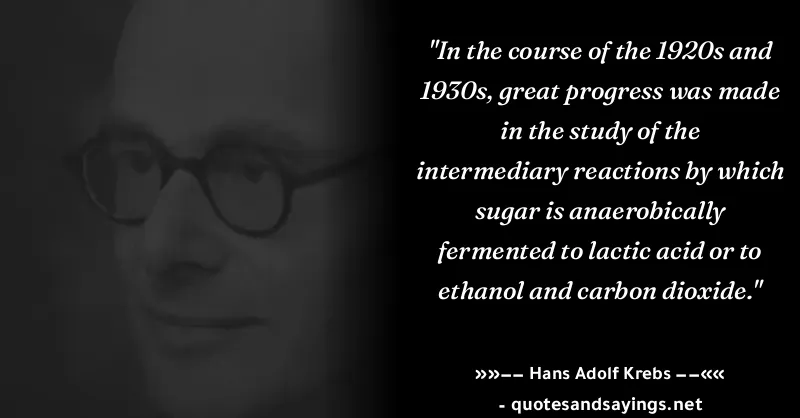 "In the course of the 1920s and
1930s, great progress was made
in the study of the
intermediary reactions by which
sugar is anaerobically
fermented to lactic acid or to
ethanol and carbon dioxide."
»»−− Hans Adolf Krebs −−««
- quotesandsayings.net